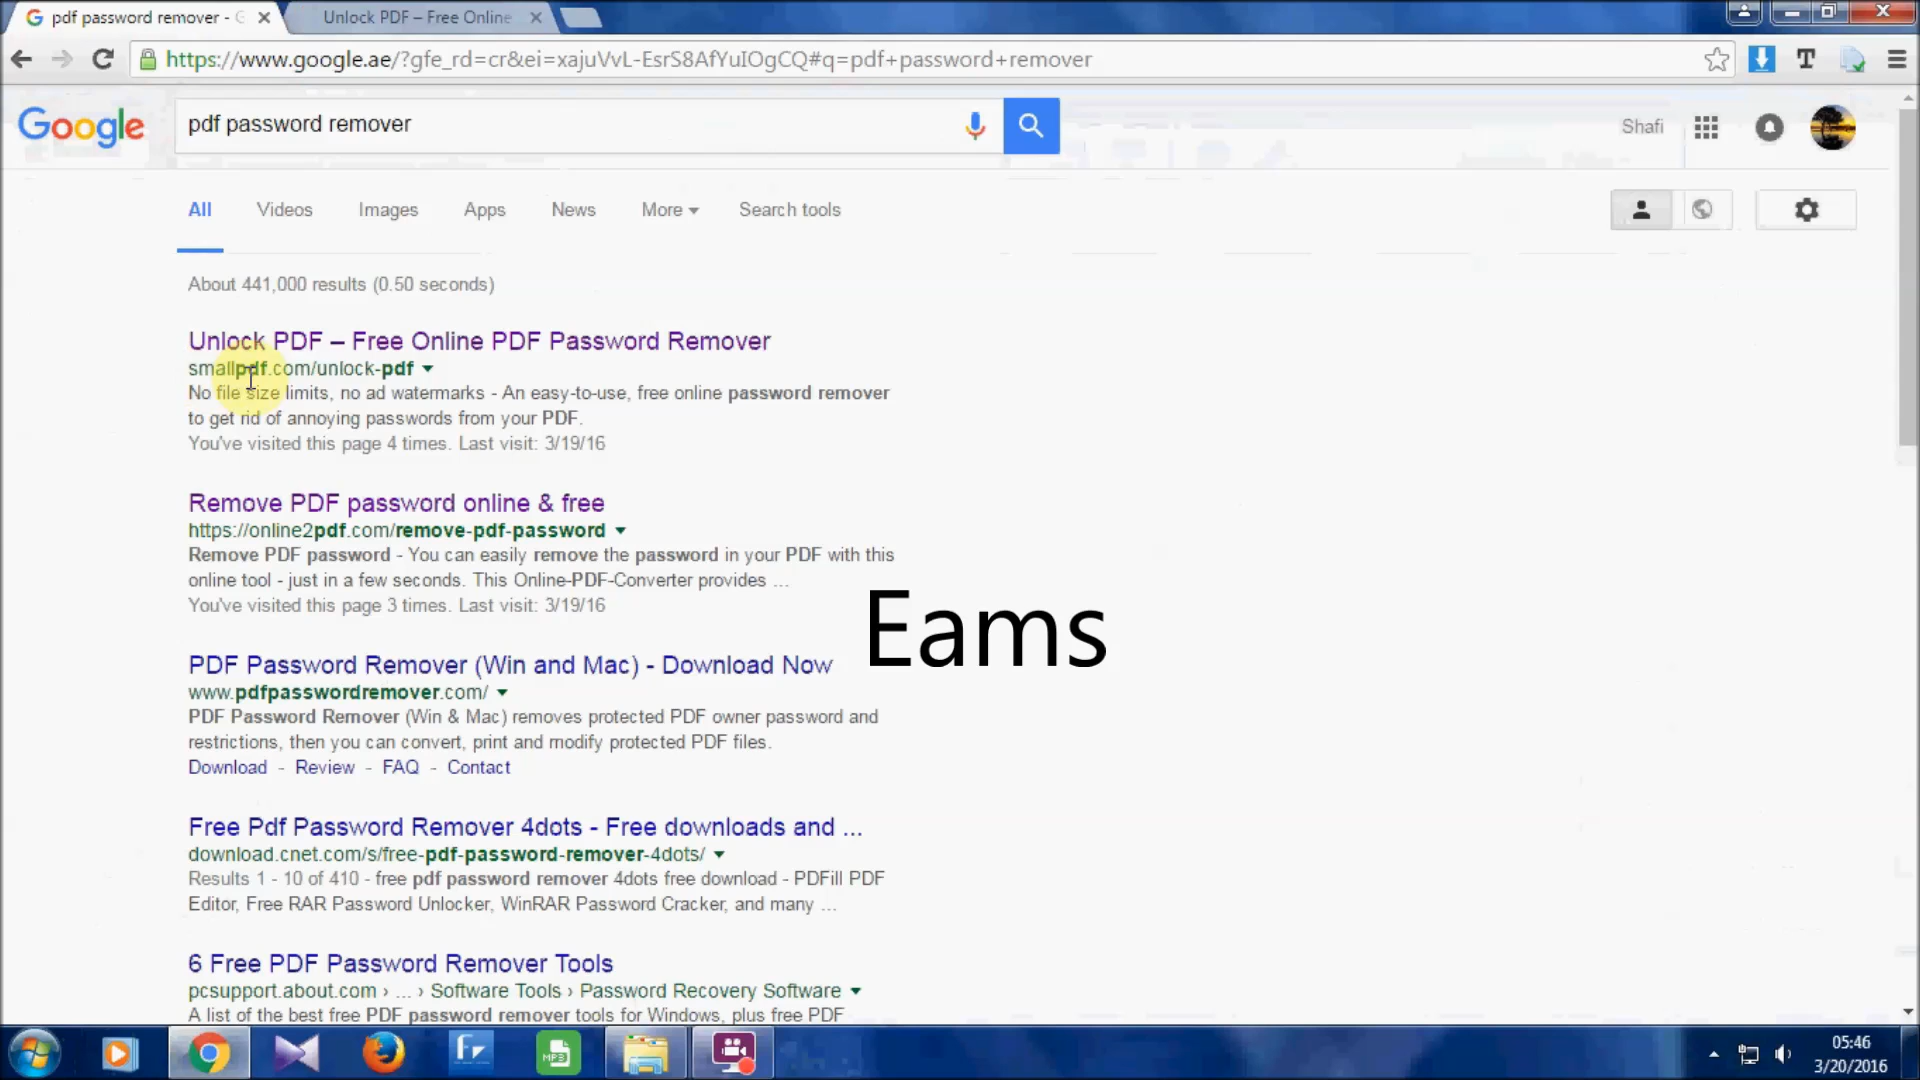 pdf password remover - G
Unlock PDF – Free Online
https://www.google.ae/?gfe_rd=cr&ei=xajuVvL-EsrS8AfYuIOgCQ#q=pdf+password+remover
Google
pdf password remover
Shafi
All Videos Images Apps News More Search tools
About 441,000 results (0.50 seconds)
Unlock PDF – Free Online PDF Password Remover
smallpdf.com/unlock-pdf
No file size limits, no ad watermarks - An easy-to-use, free online password remover
to get rid of annoying passwords from your PDF.
You've visited this page 4 times. Last visit: 3/19/16
Remove PDF password online & free
https://online2pdf.com/remove-pdf-password
Remove PDF password - You can easily remove the password in your PDF with this
online tool - just in a few seconds. This Online-PDF-Converter provides ...
You've visited this page 3 times. Last visit: 3/19/16
Eams
PDF Password Remover (Win and Mac) - Download Now
www.pdfpasswordremover.com/
PDF Password Remover (Win & Mac) removes protected PDF owner password and
restrictions, then you can convert, print and modify protected PDF files.
Download - Review - FAQ - Contact
Free Pdf Password Remover 4dots - Free downloads and ...
download.cnet.com/s/free-pdf-password-remover-4dots/
Results 1 - 10 of 410 - free pdf password remover 4dots free download - PDFill PDF
Editor, Free RAR Password Unlocker, WinRAR Password Cracker, and many ...
6 Free PDF Password Remover Tools
pcsupport.about.com › ... › Software Tools › Password Recovery Software
A list of the best free PDF password remover tools for Windows, plus free PDF
MP3
05:46
3/20/2016